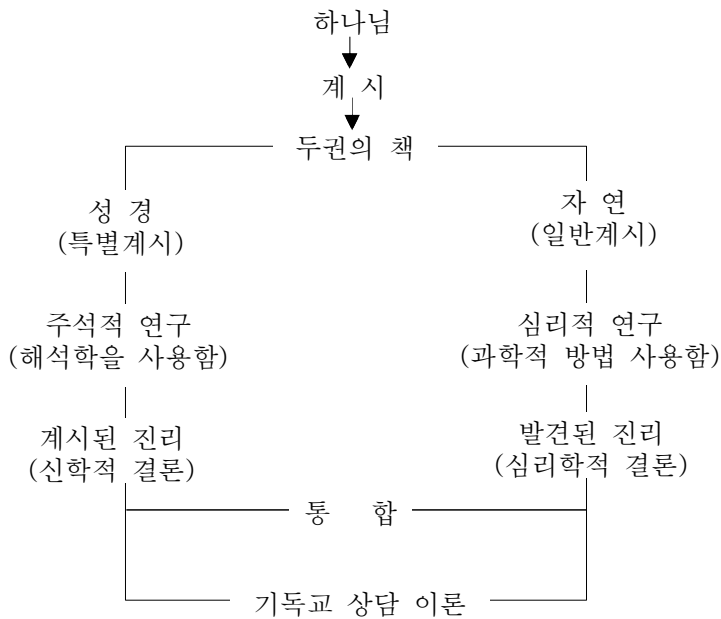 하나님
계 시
두권의 책
성 경
(특별계시)
자 연
(일반계시)
주석적 연구
(해석학을 사용함)
심리적 연구
(과학적 방법 사용함)
계시된 진리
(신학적 결론)
발견된 진리
(심리학적 결론)
통 합
기독교 상담 이론